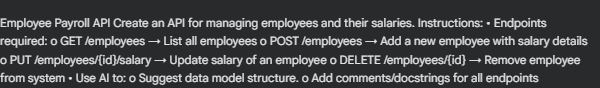 Employee Payroll API Create an API for managing employees and their salaries. Instructions: • Endpoints
required: o GET /employees → List all employees o POST /employees → Add a new employee with salary details
o PUT /employees/{id}/salary → Update salary of an employee o DELETE /employees/{id} → Remove employee
from system • Use AI to: o Suggest data model structure. o Add comments/docstrings for all endpoints